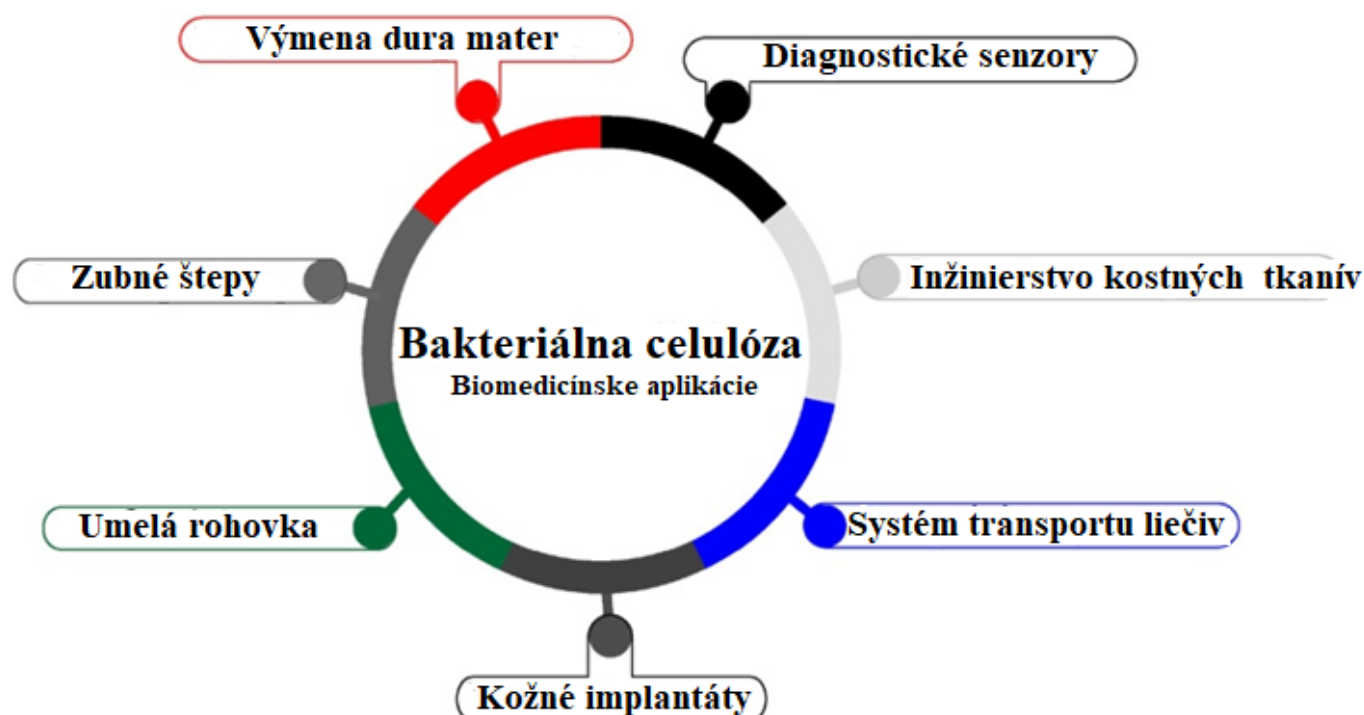 Výmena dura mater
Diagnostické senzory
Zubné štepy
Inžinierstvo kostných tkanív
Bakteriálna celulóza
Biomedicínske aplikácie
Umelá rohovka
Systém transportu liečiv
Kožné implantáty